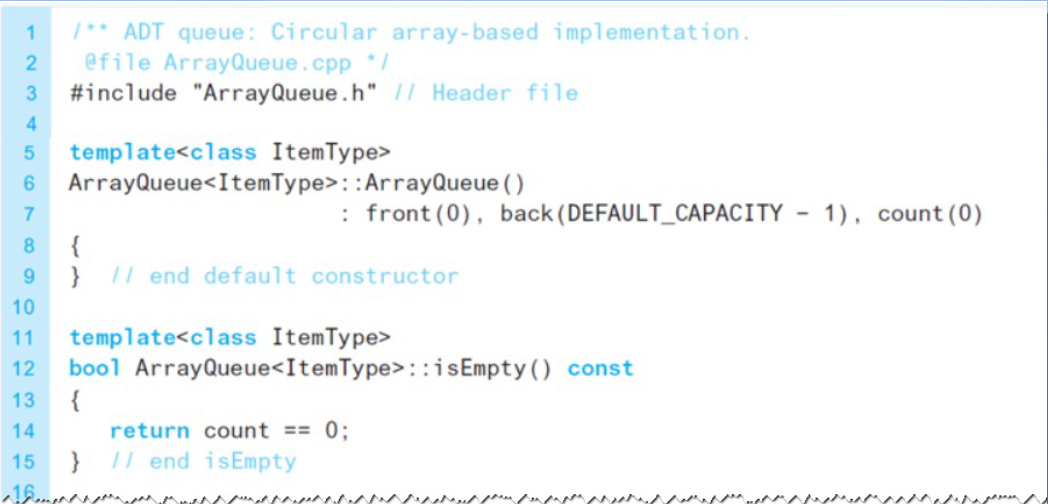 1 /** ADT queue: Circular array-based implementation.
2 @file ArrayQueue.cpp */
3 #include "ArrayQueue.h" // Header file
4
5 template<class ItemType>
6 ArrayQueue<ItemType>::ArrayQueue()
7 : front(0), back(DEFAULT_CAPACITY - 1), count(0)
8 {
9 } // end default constructor
10
11 template<class ItemType>
12 bool ArrayQueue<ItemType>::isEmpty() const
13 {
14 return count == 0;
15 } // end isEmpty
16